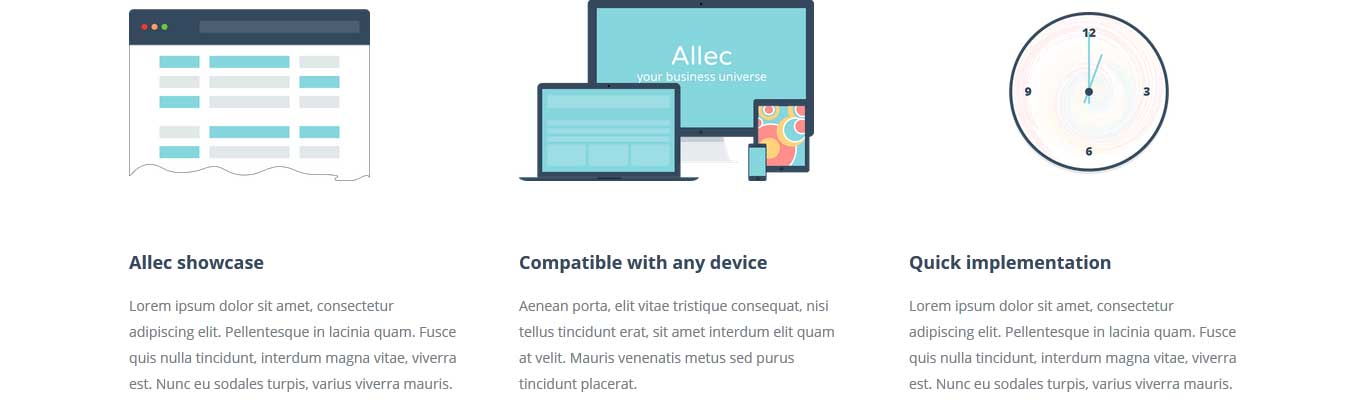 Allec
your business universe
12
9
3
6
Allec showcase
Lorem ipsum dolor sit amet, consectetur
adipiscing elit. Pellentesque in lacinia quam. Fusce
quis nulla tincidunt, interdum magna vitae, viverra
est. Nunc eu sodales turpis, varius viverra mauris.
Compatible with any device
Aenean porta, elit vitae tristique consequat, nisi
tellus tincidunt erat, sit amet interdum elit quam
at velit. Mauris venenatis metus sed purus
tincidunt placerat.
Quick implementation
Lorem ipsum dolor sit amet, consectetur
adipiscing elit. Pellentesque in lacinia quam. Fusce
quis nulla tincidunt, interdum magna vitae, viverra
est. Nunc eu sodales turpis, varius viverra mauris.